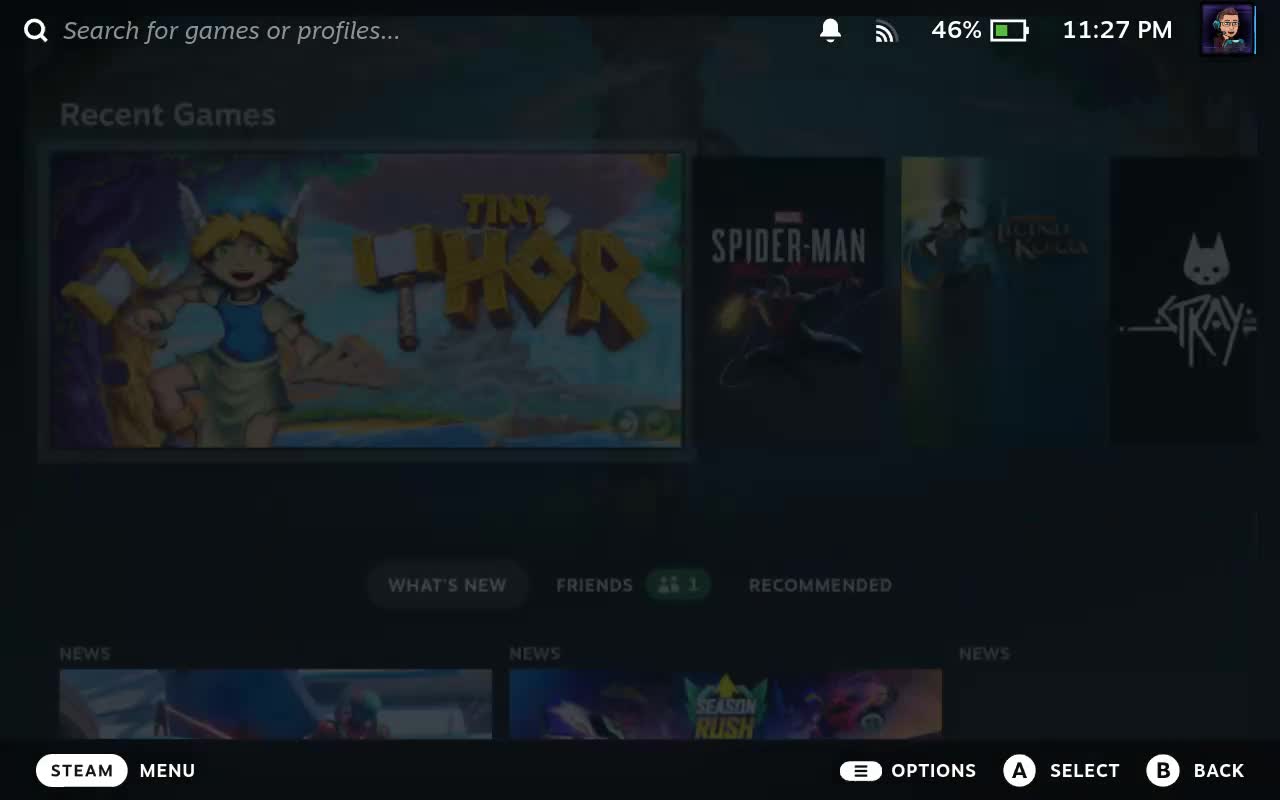 Search for games or profiles...
46%
11:27 PM
Recent Games
TINY
THOR
MARVEL
SPIDER-MAN
LEGEND
KORRA
STRAY
WHAT'S NEW
FRIENDS
1
RECOMMENDED
NEWS
NEWS
NEWS
SEASON
RUSH
STEAM
MENU
OPTIONS
A
SELECT
B
BACK